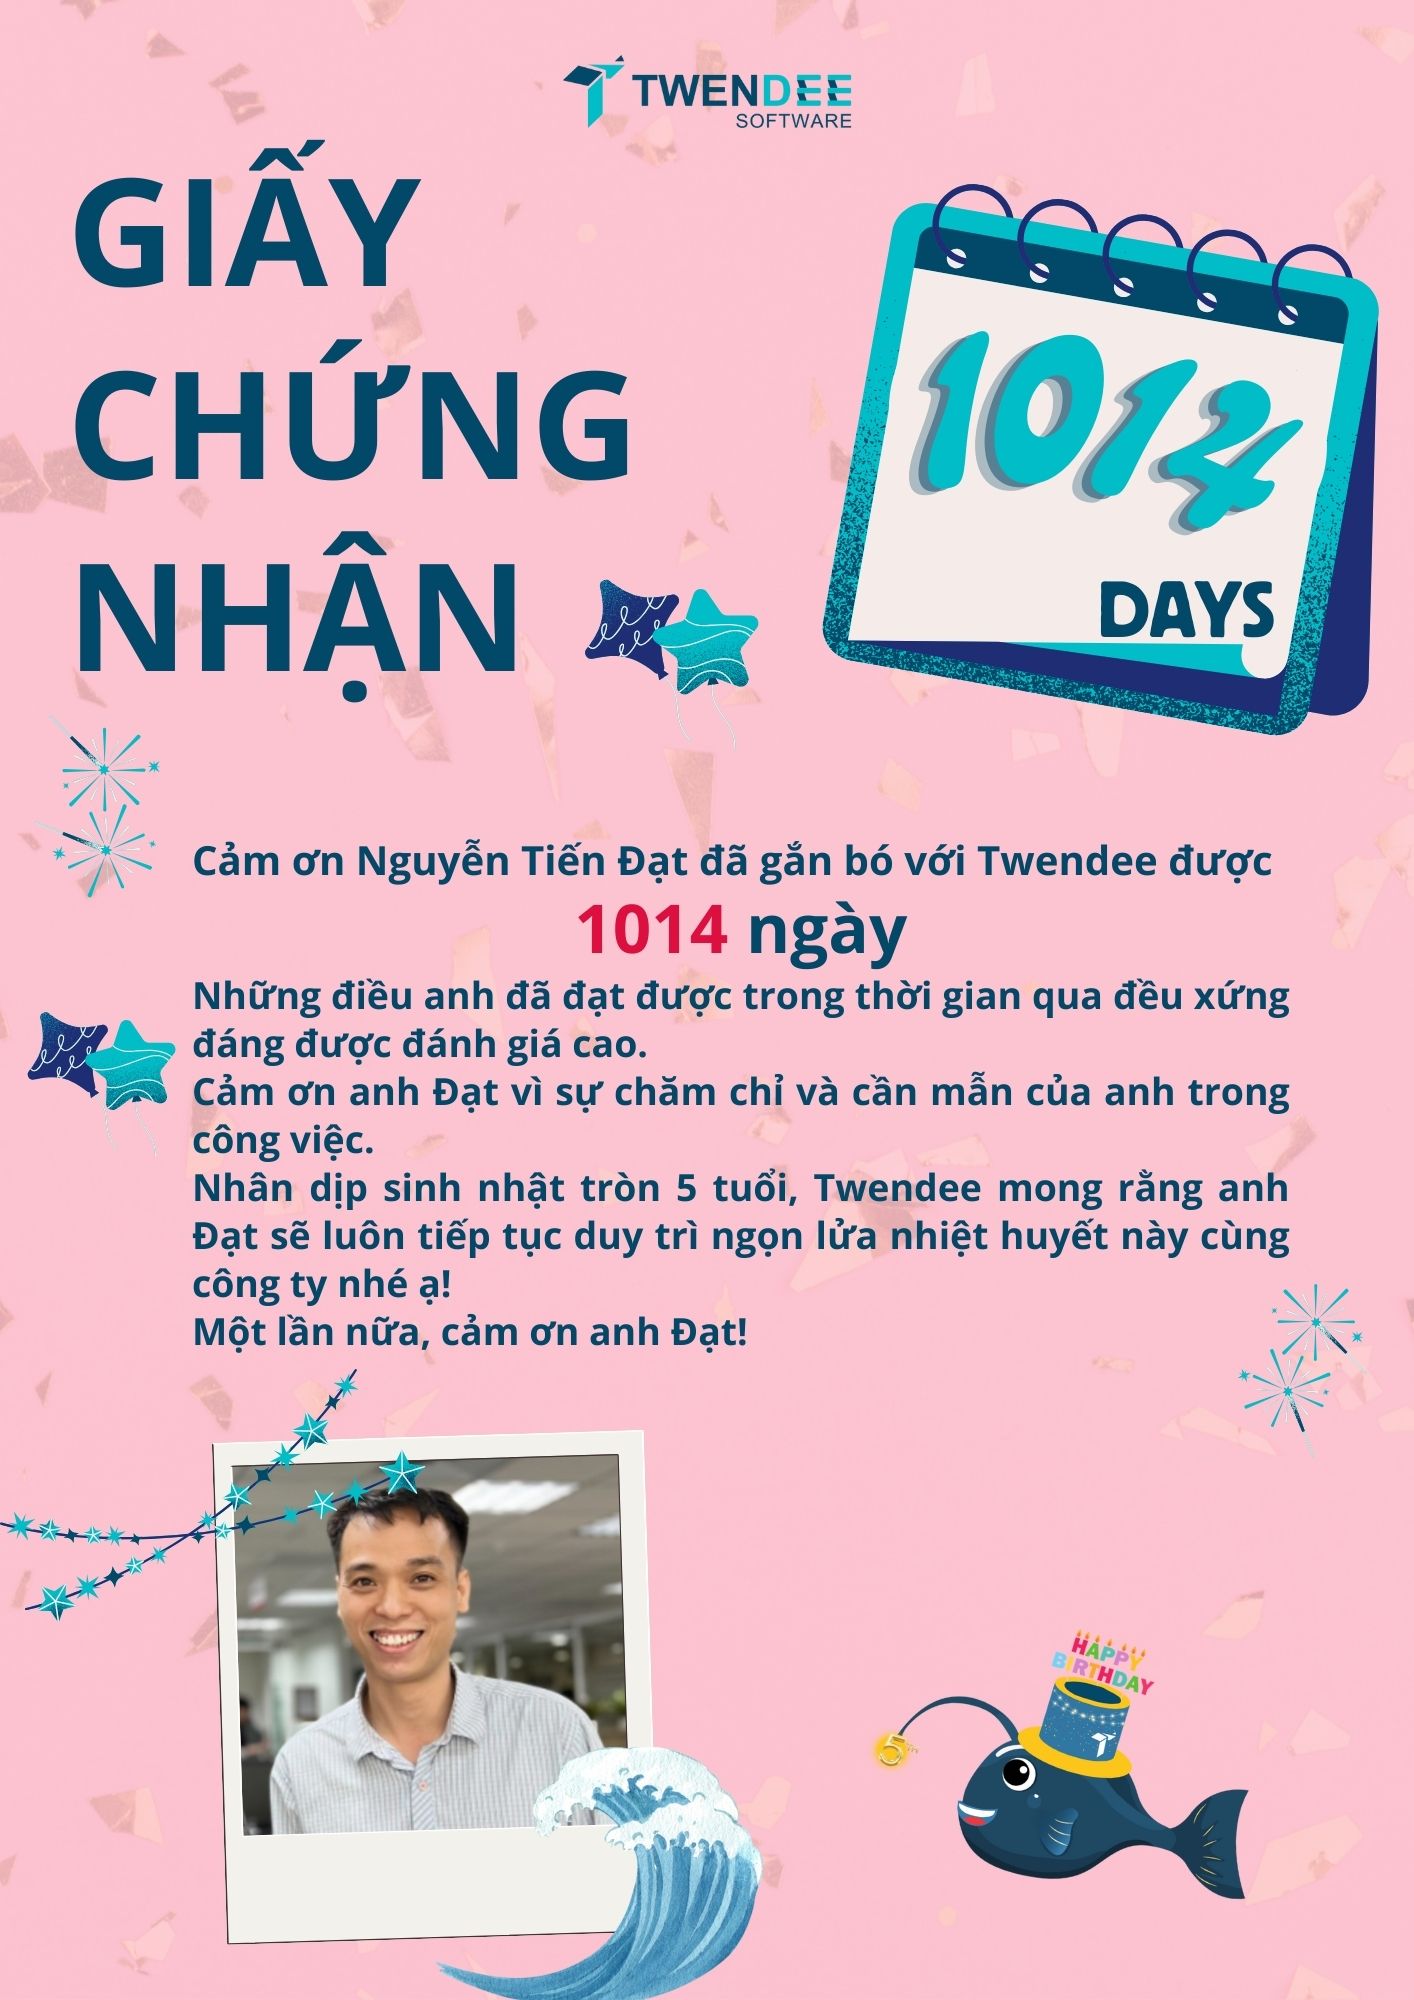 TWENDEE
SOFTWARE
GIẤY
CHỨNG
NHẬN
1014
DAYS
Cảm ơn Nguyễn Tiến Đạt đã gắn bó với Twendee được
1014 ngày
Những điều anh đã đạt được trong thời gian qua đều xứng
đáng được đánh giá cao.
Cảm ơn anh Đạt vì sự chăm chỉ và cần mẫn của anh trong
công việc.
Nhân dịp sinh nhật tròn 5 tuổi, Twendee mong rằng anh
Đạt sẽ luôn tiếp tục duy trì ngọn lửa nhiệt huyết này cùng
công ty nhé ạ!
Một lần nữa, cảm ơn anh Đạt!
HAPPY
BIRTHDAY
5th